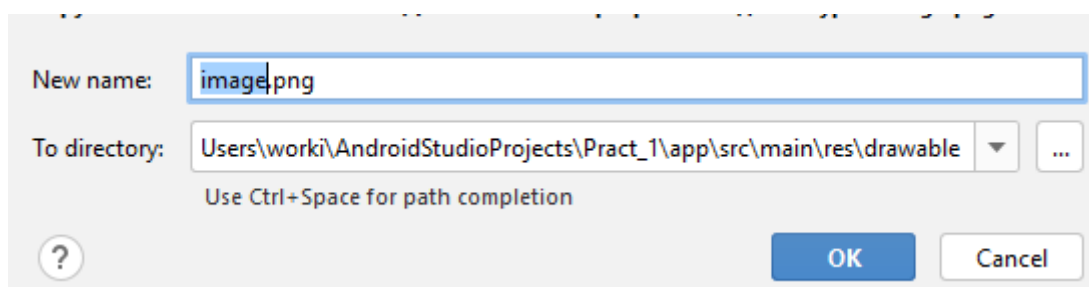 New name: image.png
To directory: Users\worki\AndroidStudioProjects\Pract_1\app\src\main\res\drawable ...
Use Ctrl+Space for path completion
? OK Cancel